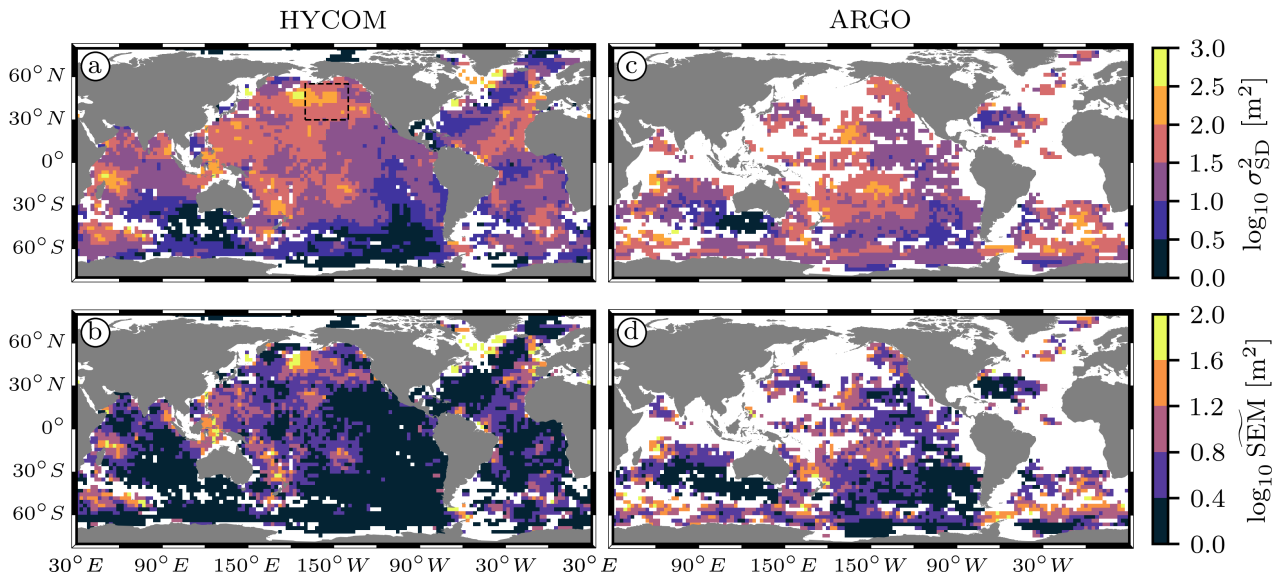 HYCOM
ARGO
a
c
60° N
30° N
0°
30° S
60° S
3.0
2.5
2.0
1.5
1.0
0.5
0.0
log₁₀ σ²_SD [m²]
b
d
60° N
30° N
0°
30° S
60° S
2.0
1.6
1.2
0.8
0.4
0.0
log₁₀ S͠E͠M͠ [m²]
30° E 90° E 150° E 150° W 90° W 30° W 30° E
90° E 150° E 150° W 90° W 30° W